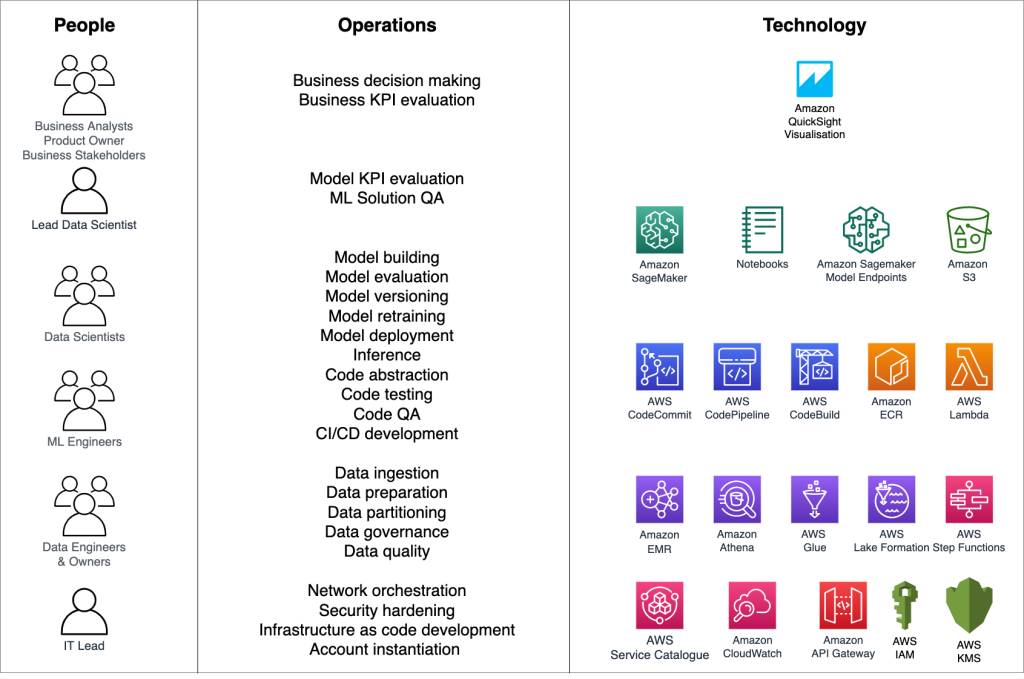 People
Operations
Technology
Business Analysts
Product Owner
Business Stakeholders
Business decision making
Business KPI evaluation
Amazon
QuickSight
Visualisation
Lead Data Scientist
Model KPI evaluation
ML Solution QA
Amazon
SageMaker
Notebooks
Amazon Sagemaker
Model Endpoints
Amazon
S3
Data Scientists
ML Engineers
Model building
Model evaluation
Model versioning
Model retraining
Model deployment
Inference
Code abstraction
Code testing
Code QA
CI/CD development
AWS
CodeCommit
AWS
CodePipeline
AWS
CodeBuild
Amazon
ECR
AWS
Lambda
Data Engineers
& Owners
Data ingestion
Data preparation
Data partitioning
Data governance
Data quality
Amazon
EMR
Amazon
Athena
AWS
Glue
AWS
Lake Formation
AWS
Step Functions
IT Lead
Network orchestration
Security hardening
Infrastructure as code development
Account instantiation
AWS
Service Catalogue
Amazon
CloudWatch
Amazon
API Gateway
AWS
IAM
AWS
KMS